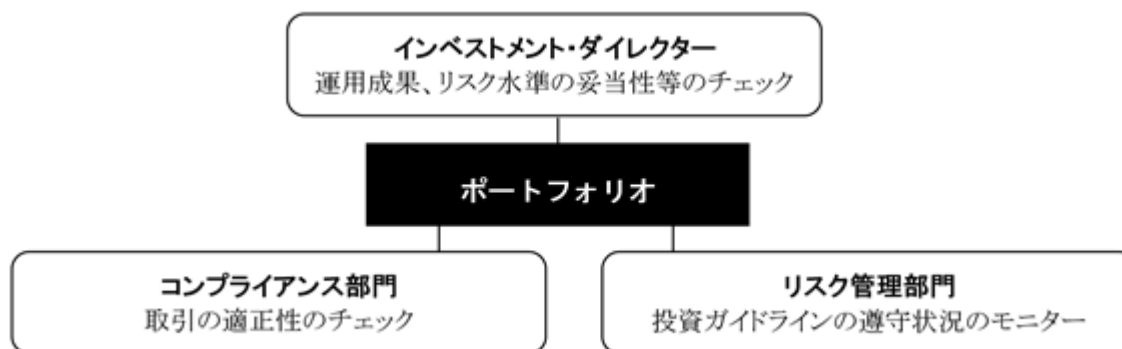 インベストメント・ダイレクター
運用成果、リスク水準の妥当性等のチェック
ポートフォリオ
コンプライアンス部門
取引の適正性のチェック
リスク管理部門
投資ガイドラインの遵守状況のモニター